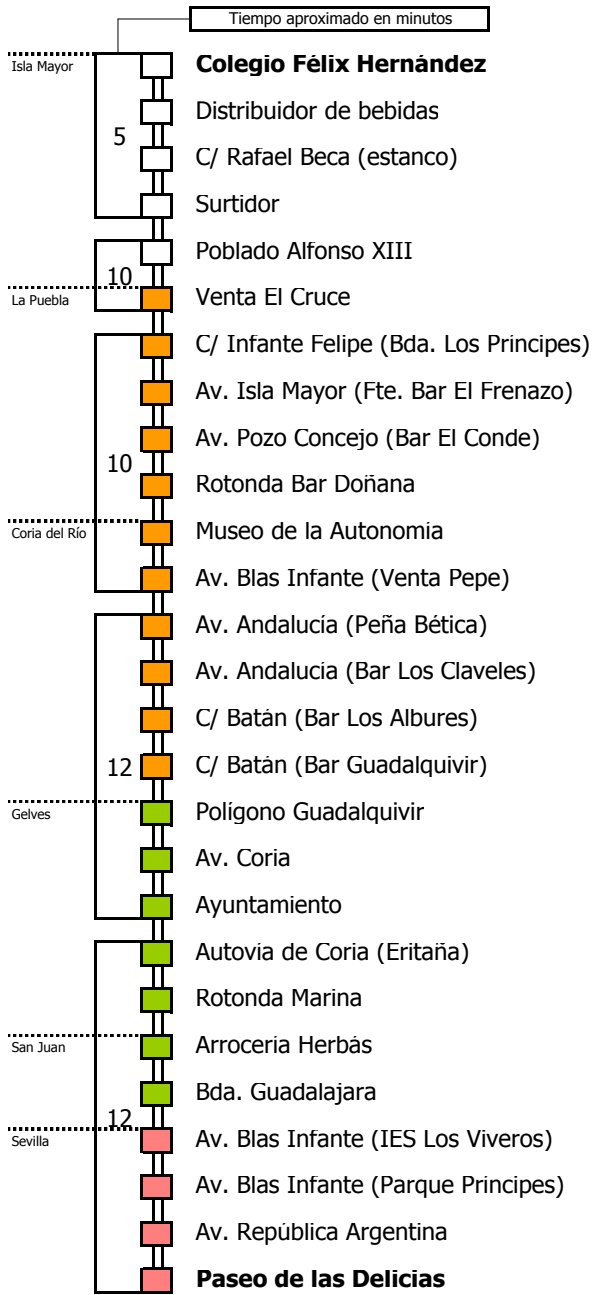 Tiempo aproximado en minutos
Isla Mayor
Colegio Félix Hernández
Distribuidor de bebidas
5
C/ Rafael Beca (estanco)
Surtidor
Poblado Alfonso XIII
10
La Puebla
Venta El Cruce
C/ Infante Felipe (Bda. Los Principes)
Av. Isla Mayor (Fte. Bar El Frenazo)
Av. Pozo Concejo (Bar El Conde)
10
Rotonda Bar Doñana
Coria del Río
Museo de la Autonomia
Av. Blas Infante (Venta Pepe)
Av. Andalucía (Peña Bética)
Av. Andalucia (Bar Los Claveles)
C/ Batán (Bar Los Albures)
12
C/ Batán (Bar Guadalquivir)
Gelves
Polígono Guadalquivir
Av. Coria
Ayuntamiento
Autovia de Coria (Eritaña)
Rotonda Marina
San Juan
Arroceria Herbás
Bda. Guadalajara
12
Sevilla
Av. Blas Infante (IES Los Viveros)
Av. Blas Infante (Parque Principes)
Av. República Argentina
Paseo de las Delicias